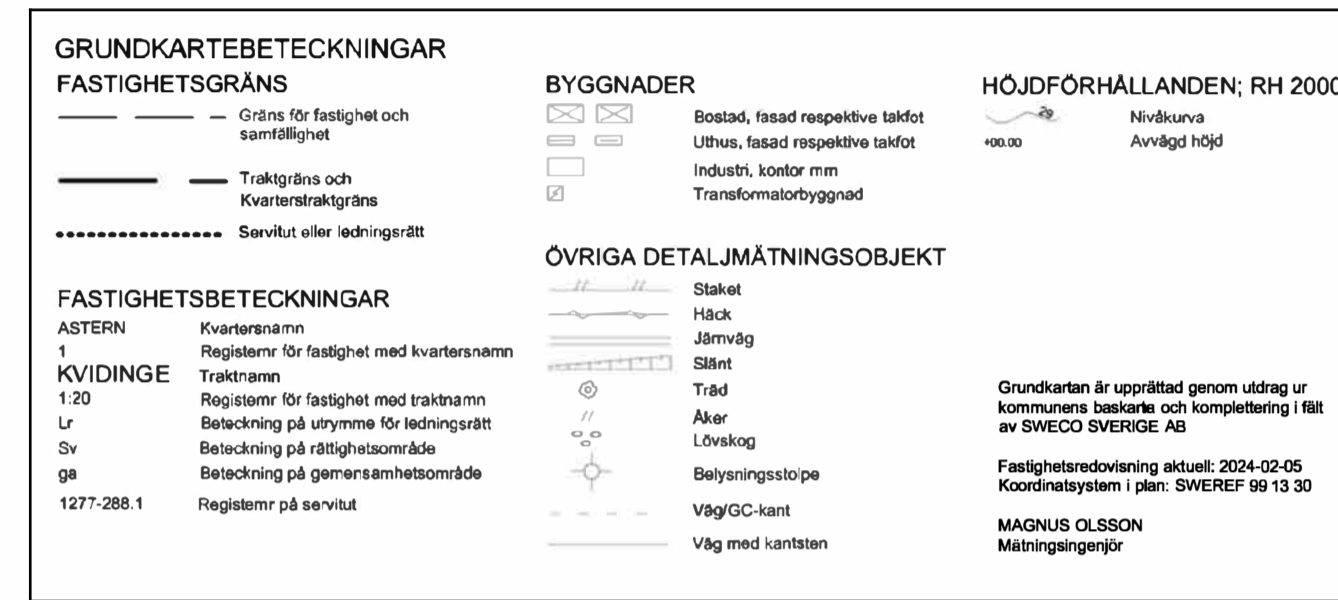 GRUNDKARTEBETECKNINGAR
FASTIGHETSGRÄNS
Gräns för fastighet och
samfällighet
Traktgräns och
Kvarterstraktgräns
Servitut eller ledningsrätt
FASTIGHETSBETECKNINGAR
ASTERN Kvartersnamn
1 Registernr för fastighet med kvartersnamn
KVIDINGE Traktnamn
1:20 Registernr för fastighet med traktnamn
Lr Beteckning på utrymme för ledningsrätt
Sv Beteckning på rättighetsområde
ga Beteckning på gemensamhetsområde
1277-288.1 Registernr på servitut
BYGGNADER
Bostad, fasad respektive takfot
Uthus, fasad respektive takfot
Industri, kontor mm
Transformatorbyggnad
ÖVRIGA DETALJMÄTNINGSOBJEKT
Staket
Häck
Järnväg
Slänt
Träd
Åker
Lövskog
Belysningsstolpe
Väg/GC-kant
Väg med kantsten
HÖJDFÖRHÅLLANDEN; RH 2000
29 Nivåkurva
+00.00 Avvägd höjd
Grundkartan är upprättad genom utdrag ur
kommunens baskarta och komplettering i fält
av SWECO SVERIGE AB
Fastighetsredovisning aktuell: 2024-02-05
Koordinatsystem i plan: SWEREF 99 13 30
MAGNUS OLSSON
Mätningsingenjör